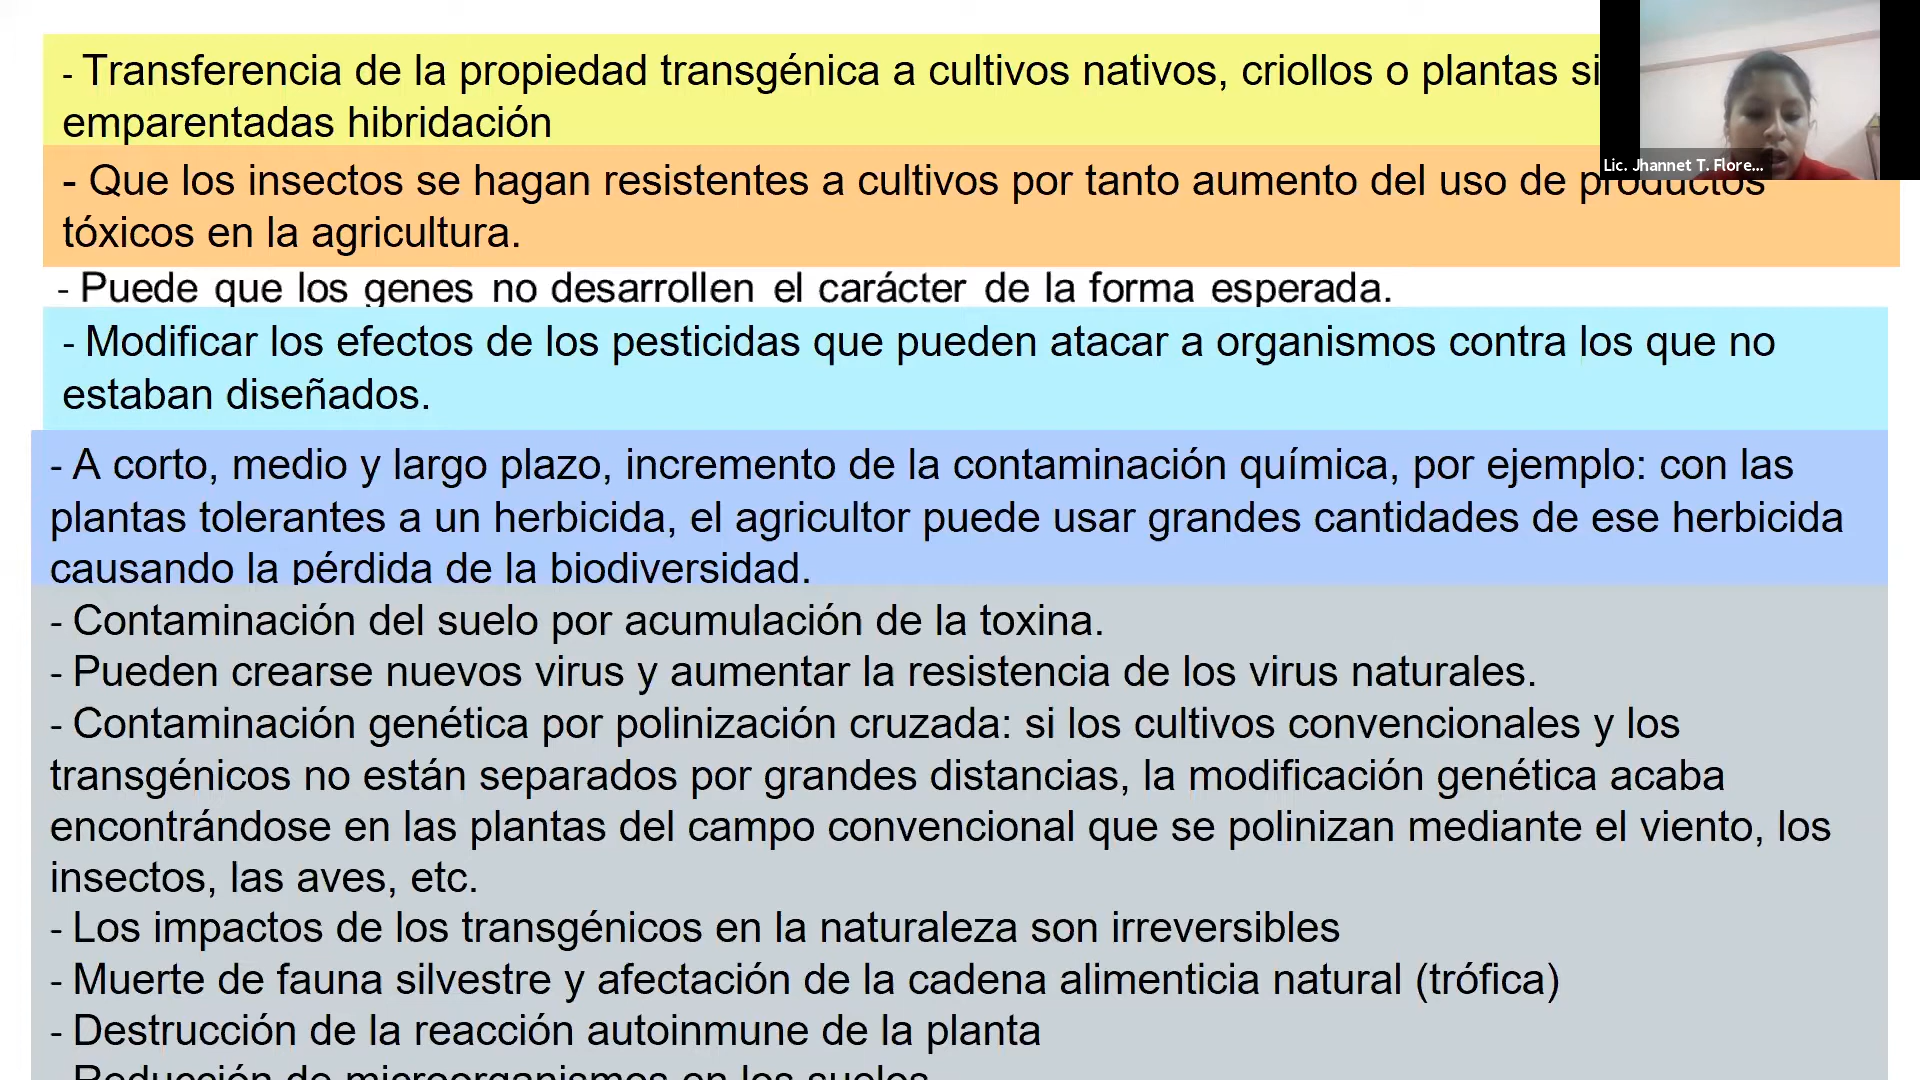 - Transferencia de la propiedad transgénica a cultivos nativos, criollos o plantas
emparentadas hibridación
- Que los insectos se hagan resistentes a cultivos por tanto aumento del uso de productos
tóxicos en la agricultura.
- Puede que los genes no desarrollen el carácter de la forma esperada.
- Modificar los efectos de los pesticidas que pueden atacar a organismos contra los que no
estaban diseñados.
- A corto, medio y largo plazo, incremento de la contaminación química, por ejemplo: con las
plantas tolerantes a un herbicida, el agricultor puede usar grandes cantidades de ese herbicida
causando la pérdida de la biodiversidad.
- Contaminación del suelo por acumulación de la toxina.
- Pueden crearse nuevos virus y aumentar la resistencia de los virus naturales.
- Contaminación genética por polinización cruzada: si los cultivos convencionales y los
transgénicos no están separados por grandes distancias, la modificación genética acaba
encontrándose en las plantas del campo convencional que se polinizan mediante el viento, los
insectos, las aves, etc.
- Los impactos de los transgénicos en la naturaleza son irreversibles
- Muerte de fauna silvestre y afectación de la cadena alimenticia natural (trófica)
- Destrucción de la reacción autoinmune de la planta
Reducción de microorganismos en los suelos
Lic. Jhannet T. Flore...